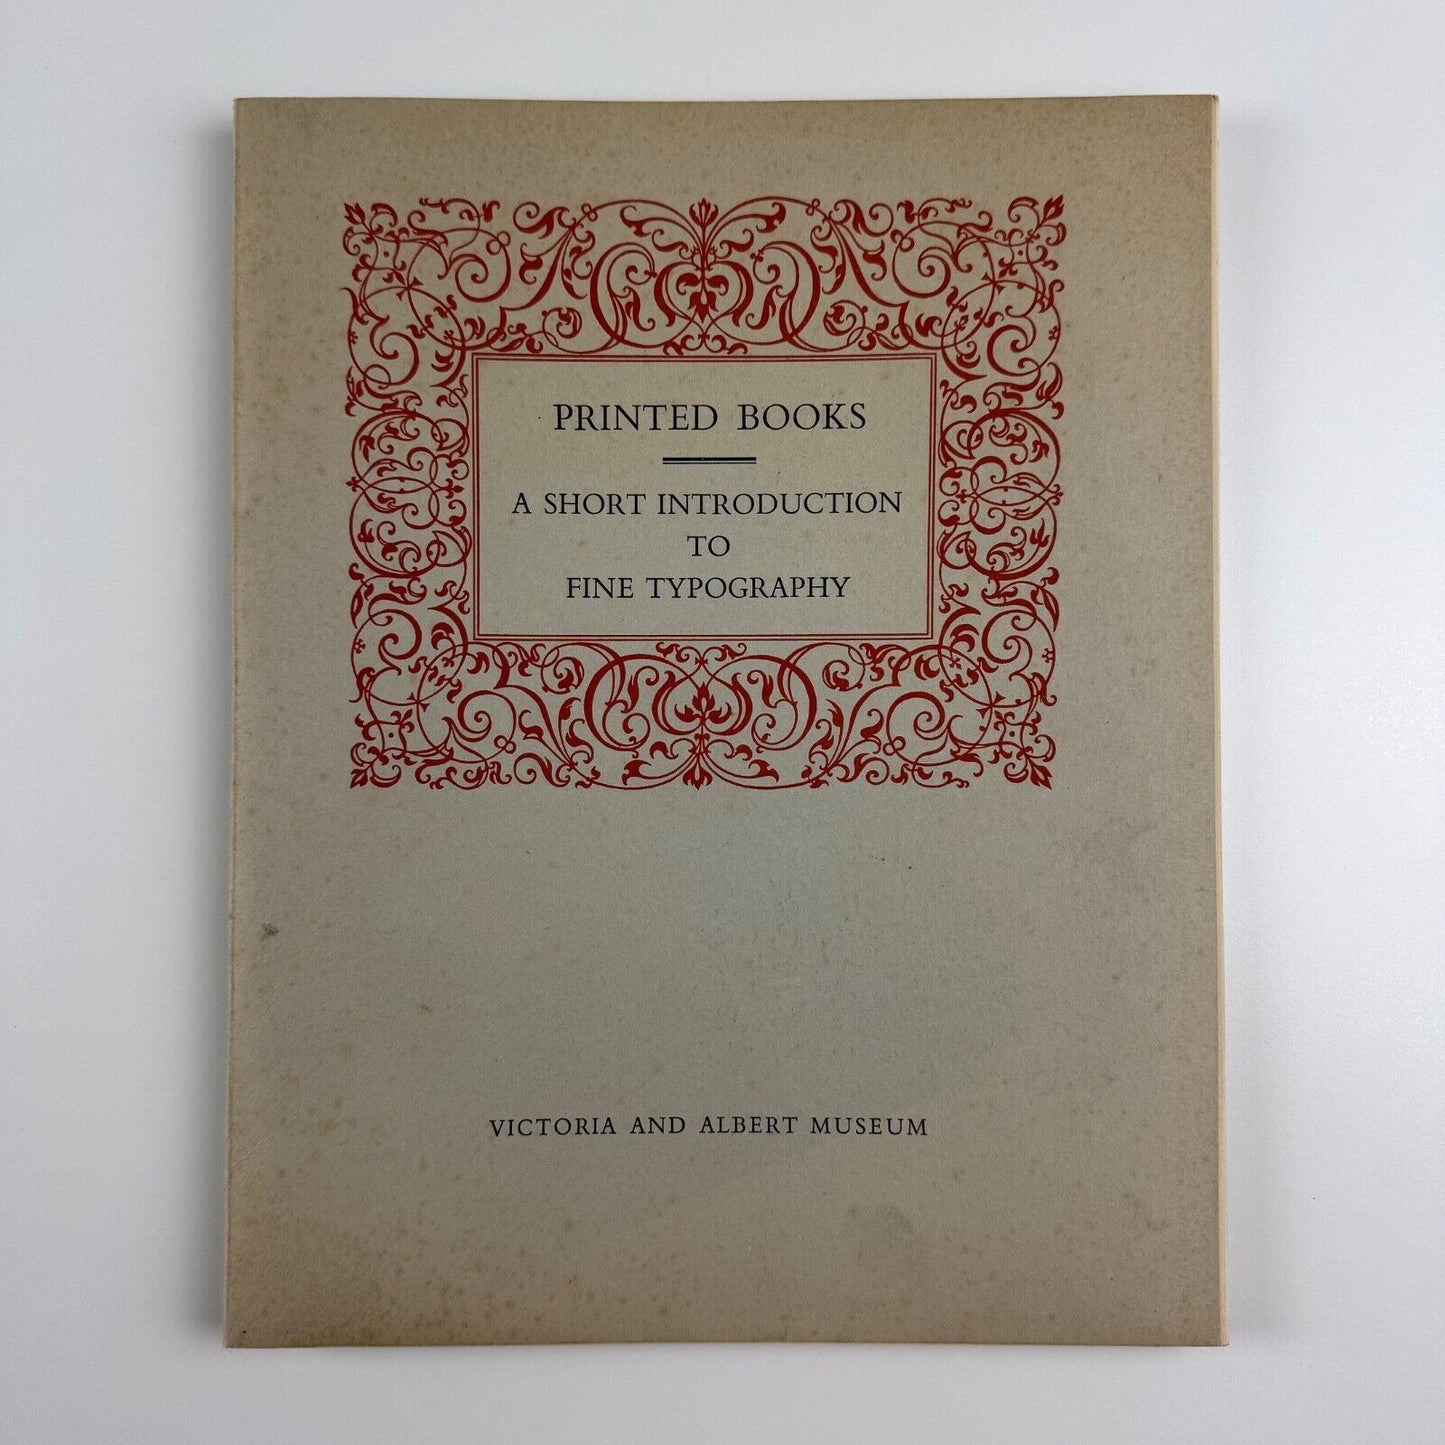 PRINTED BOOKS
A SHORT INTRODUCTION
TO
FINE TYPOGRAPHY
VICTORIA AND ALBERT MUSEUM